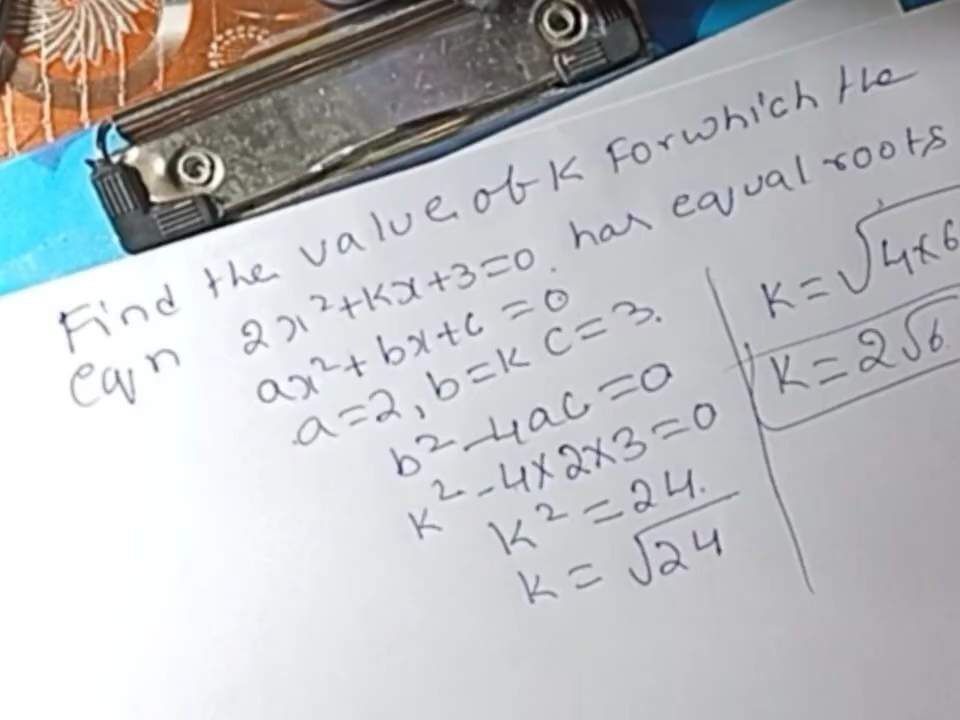 Find the value of K For which the
eqn 2x²+Kx+3=0. has equal roots
ax²+bx+c=0
a=2, b=K C=3.
b²-4ac=0
K²-4×2×3=0
K²=24.
K=√24
K=√4×6
K=2√6